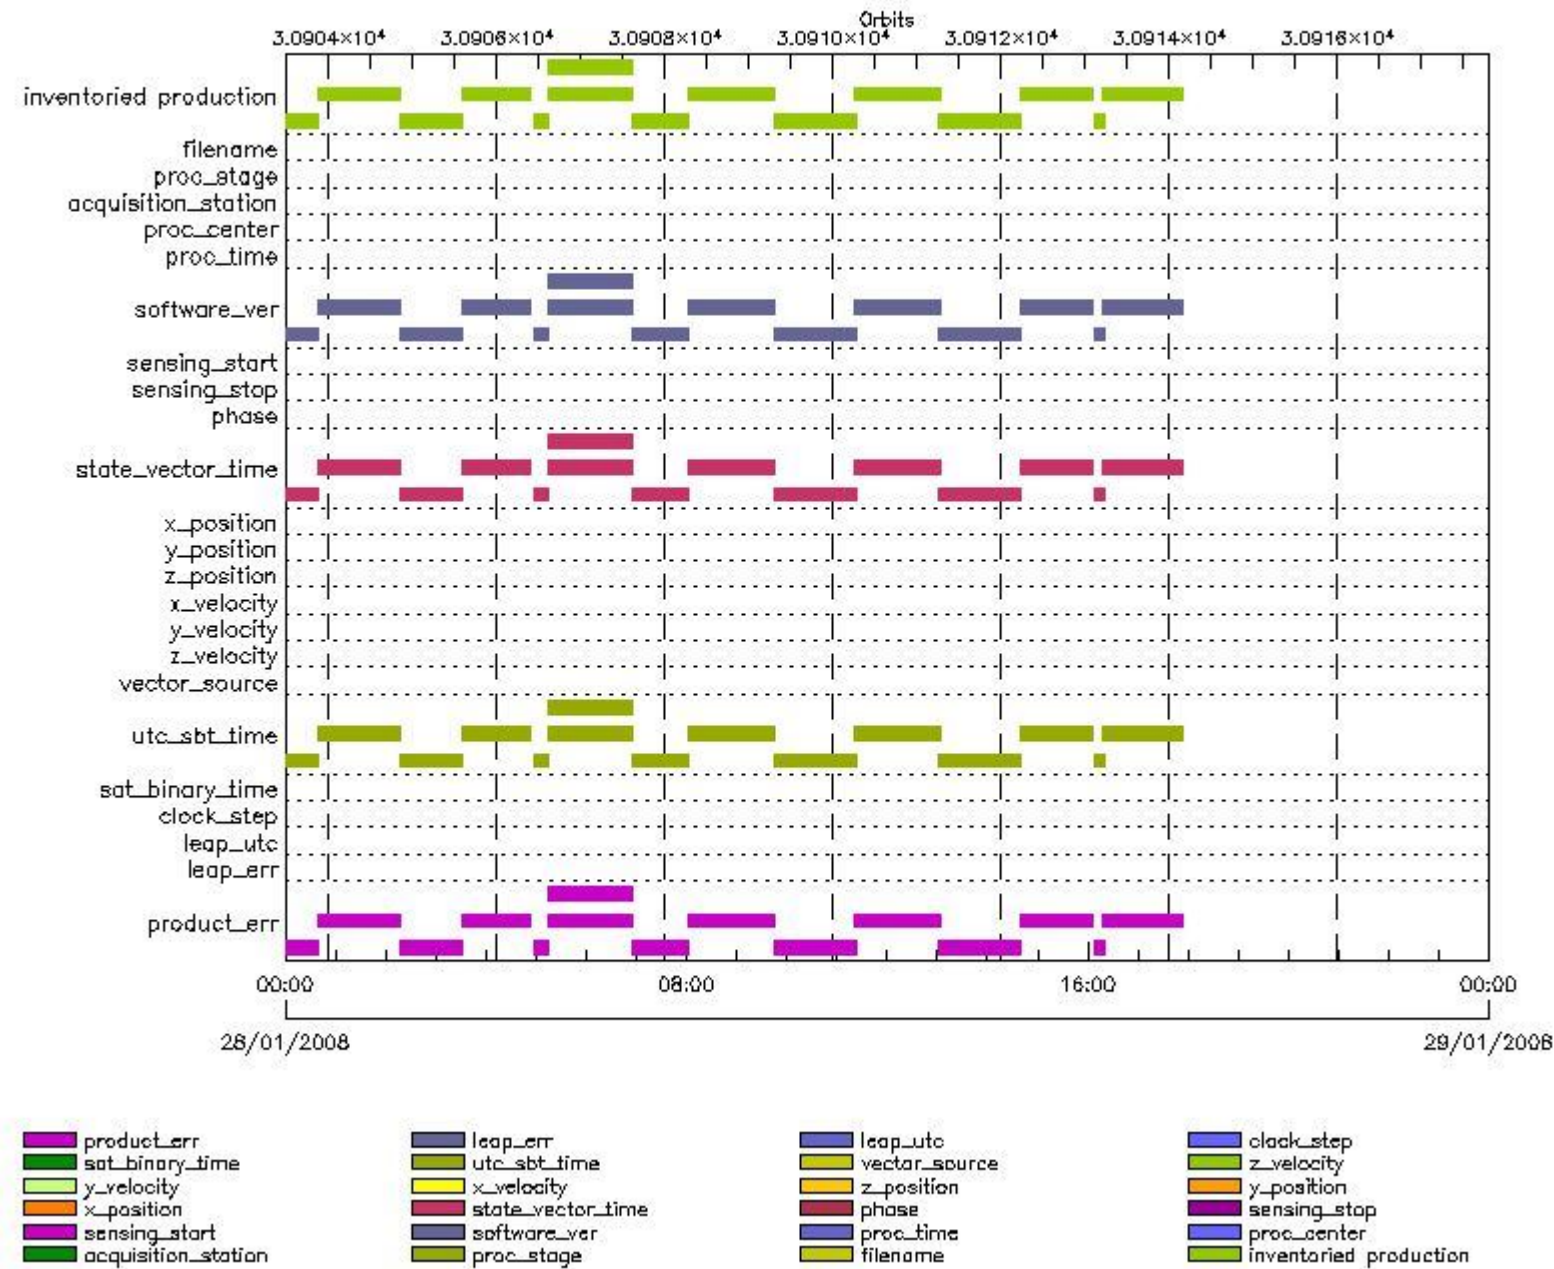 Orbits
3.0904×10⁴ 3.0906×10⁴ 3.0908×10⁴ 3.0910×10⁴ 3.0912×10⁴ 3.0914×10⁴ 3.0916×10⁴
inventoried production
filename
proc_stage
acquisition_station
proc_center
proc_time
software_ver
sensing_start
sensing_stop
phase
state_vector_time
x_position
y_position
z_position
x_velocity
y_velocity
z_velocity
vector_source
utc_sbt_time
sat_binary_time
clock_step
leap_utc
leap_err
product_err
00:00 08:00 16:00 00:00
28/01/2008 29/01/2008
product_err leap_err leap_utc clock_step
sat_binary_time utc_sbt_time vector_source z_velocity
y_velocity x_velocity z_position y_position
x_position state_vector_time phase sensing_stop
sensing_start software_ver proc_time proc_center
acquisition_station proc_stage filename inventoried production